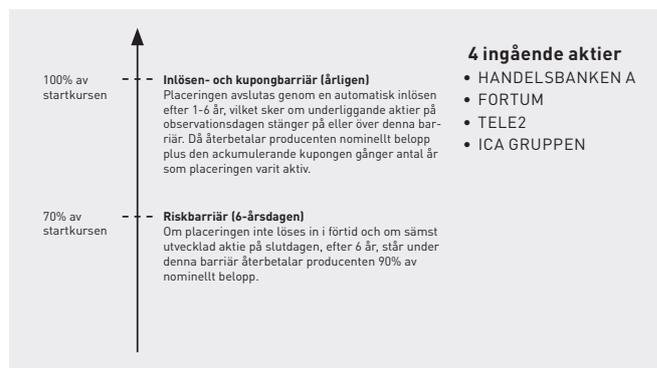 100% av
startkursen
Inlösen- och kupongbarriär (årligen)
Placeringen avslutas genom en automatisk inlösen
efter 1-6 år, vilket sker om underliggande aktier på
observationsdagen stänger på eller över denna bar-
riär. Då återbetalar producenten nominellt belopp
plus den ackumulerande kupongen gånger antal år
som placeringen varit aktiv.
70% av
startkursen
Riskbarriär (6-årsdagen)
Om placeringen inte löses in i förtid och om sämst
utvecklad aktie på slutdagen, efter 6 år, står under
denna barriär återbetalar producenten 90% av
nominellt belopp.
4 ingående aktier
• HANDELSBANKEN A
• FORTUM
• TELE2
• ICA GRUPPEN